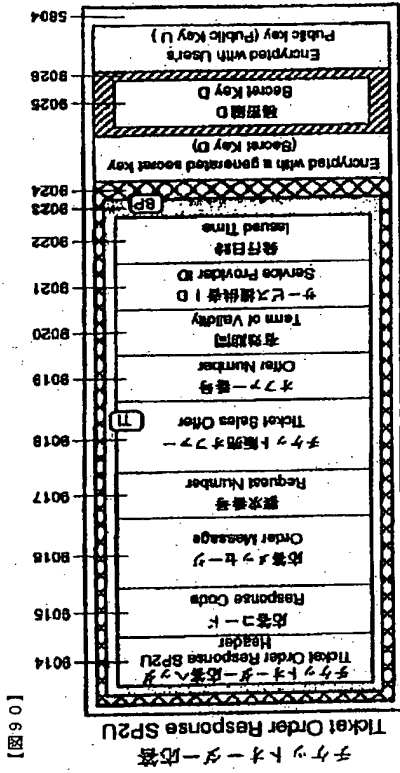 【図90】
チケットオーダー応答
Ticket Order Response SP2U
チケットオーダー応答ヘッダ
Ticket Order Response SP2U
Header
9014
応答コード
Response Code
9015
応答メッセージ
Order Message
9016
要求番号
Request Number
9017
チケット販売オファー
Ticket Sales Offer
9018
TI
オファー番号
Offer Number
9019
有効期間
Term of Validity
9020
サービス提供者ID
Service Provider ID
9021
発行日時
Issued Time
9022
SP
9023
9024
Encrypted with a generated secret key
(Secret Key D)
秘密鍵D
Secret Key D
9025
9026
Encrypted with User's
Public key (Public Key U)
5804